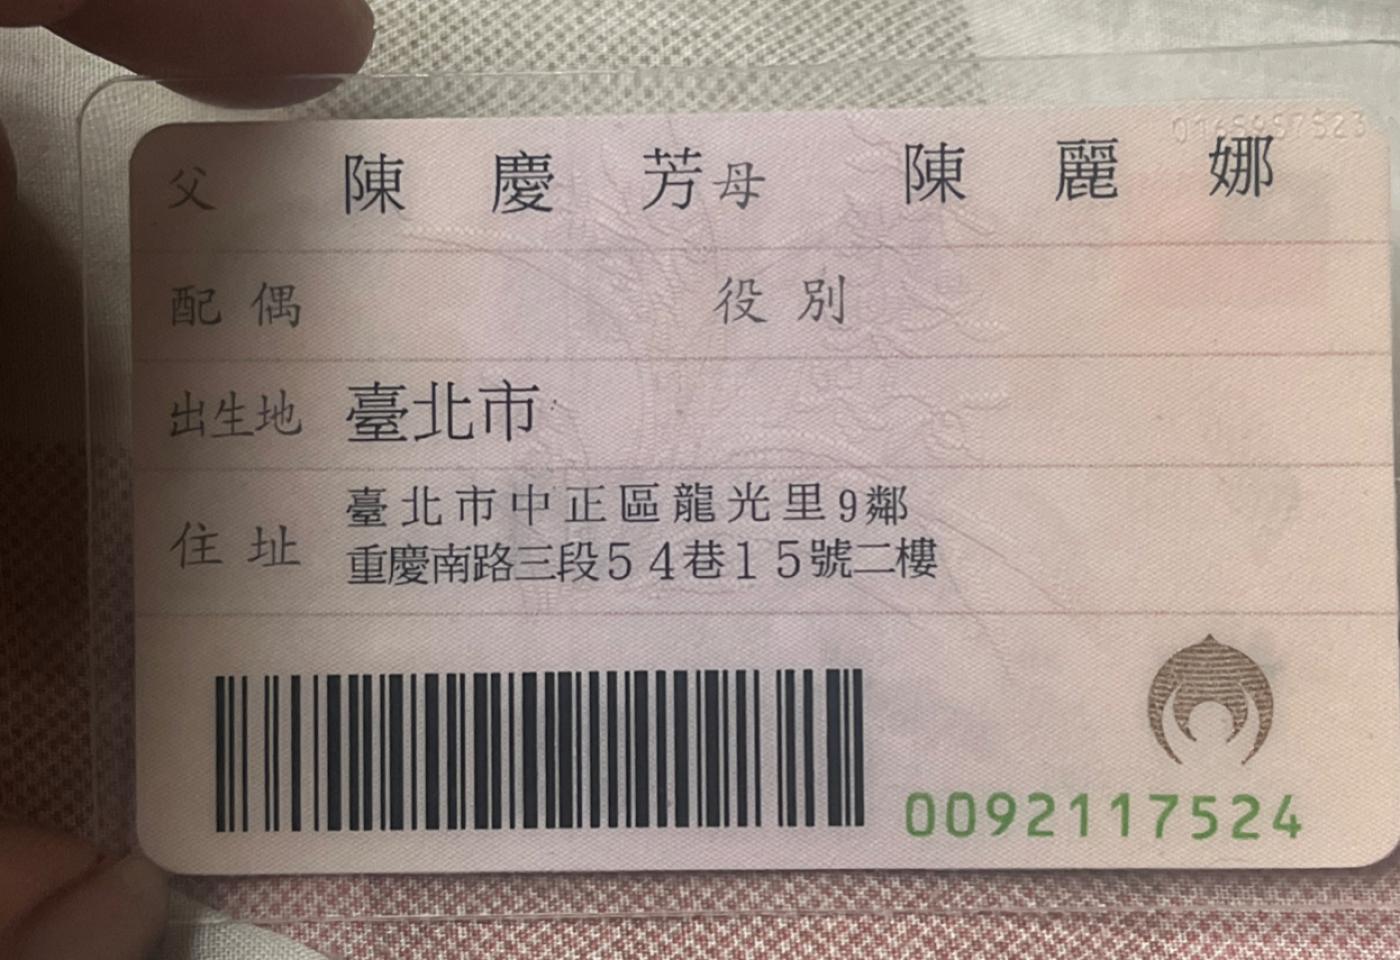 父 陳慶芳 母 陳麗娜
配偶 役別
出生地 臺北市
住址 臺北市中正區龍光里9鄰
重慶南路三段54巷15號二樓
0092117524